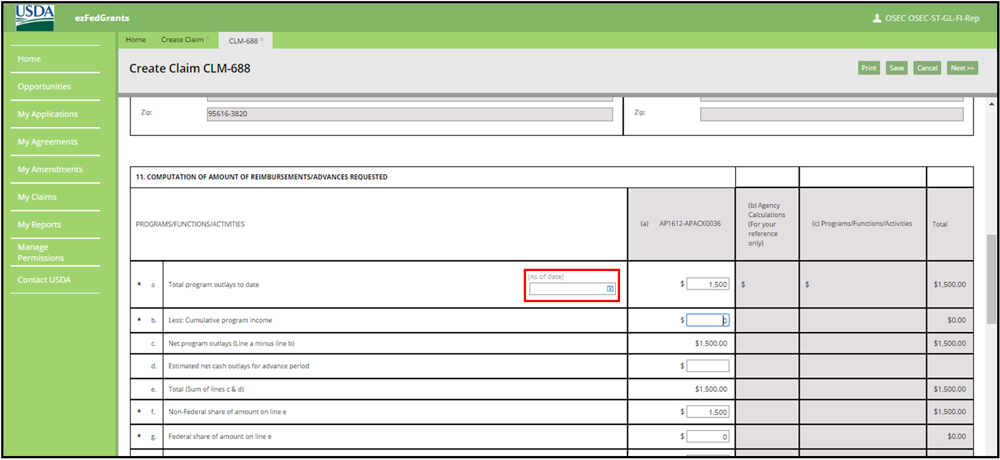 USDA
ezFedGrants
OSEC OSEC-ST-GL-FI-Rep
Home
Create Claim
CLM-688
Home
Opportunities
My Applications
My Agreements
My Amendments
My Claims
My Reports
Manage
Permissions
Contact USDA
Create Claim CLM-688
Print
Save
Cancel
Next >>
Zip:
95616-3820
Zip:
11. COMPUTATION OF AMOUNT OF REIMBURSEMENTS/ADVANCES REQUESTED
PROGRAMS/FUNCTIONS/ACTIVITIES
(a) AP1612-APACXG036
(b) Agency
Calculations
(For your
reference
only)
(c) Programs/Functions/Activities
Total
* a Total program outlays to date
(As of date)
$ 1,500 $ $ $1,500.00
* b. Less: Cumulative program income $ 0 $0.00
c. Net program outlays (Line a minus line b) $1,500.00 $1,500.00
d. Estimated net cash outlays for advance period $
e. Total (Sum of lines c & d) $1,500.00 $1,500.00
* f. Non-Federal share of amount on line e $ 1,500 $1,500.00
* g. Federal share of amount on line e $ 0 $0.00